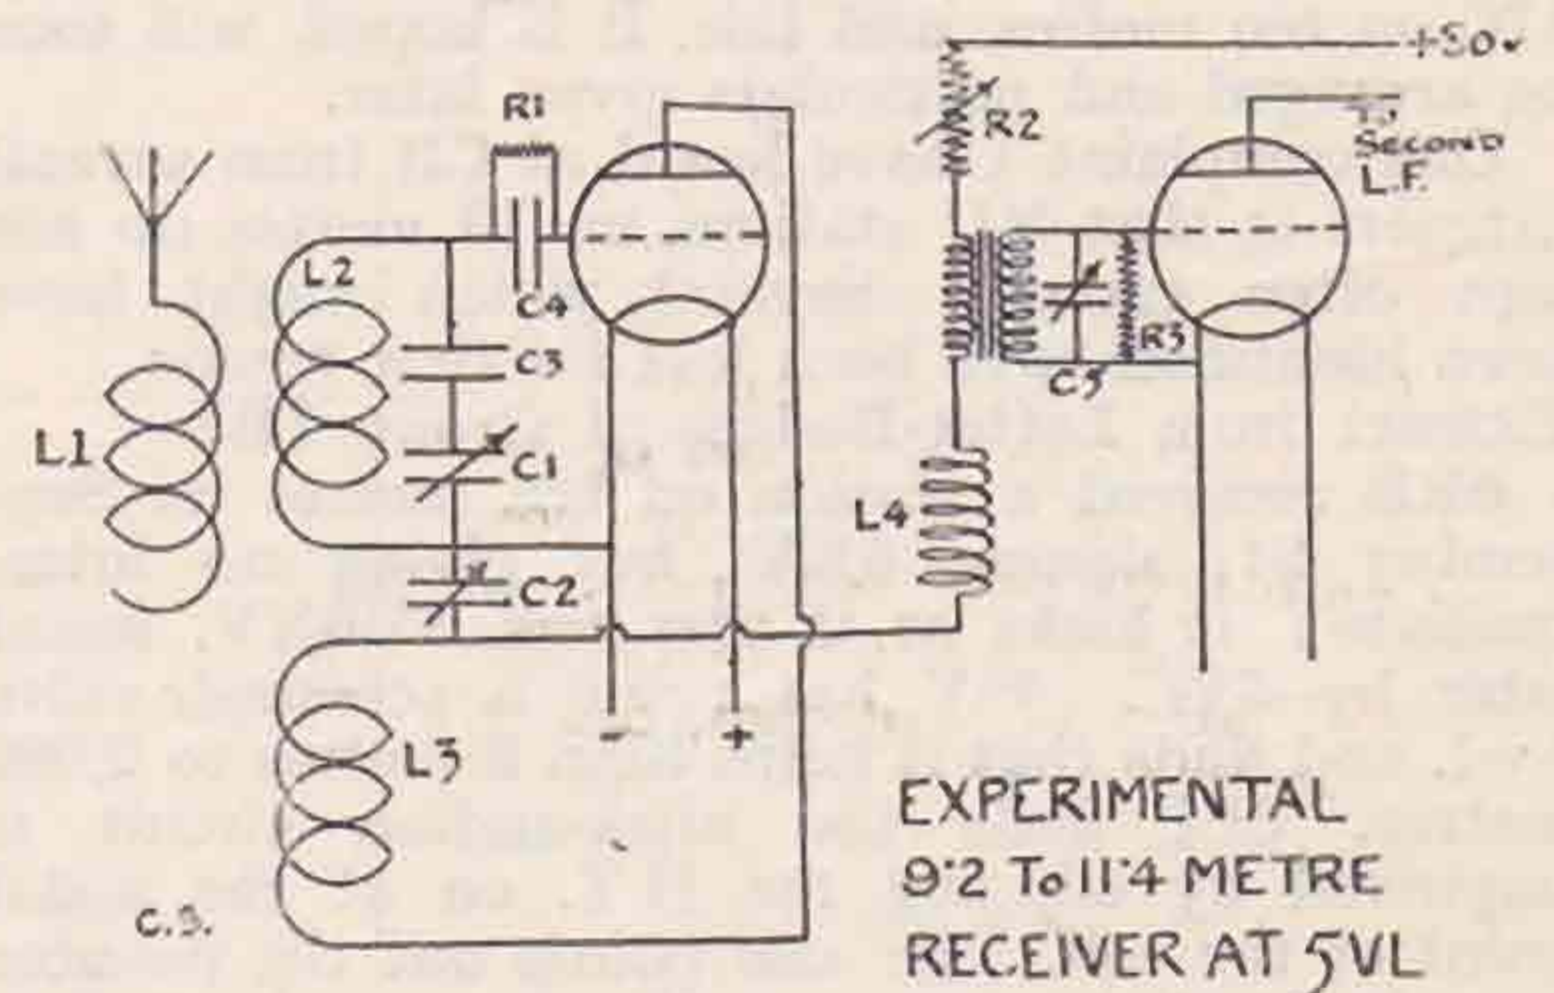 +50v
R1
R2
To
Second
L.F.
L2
C4
C3
R3
C5
L1
C1
L4
C2
L3
-
+
C.S.
EXPERIMENTAL
9·2 To 11·4 METRE
RECEIVER AT 5VL